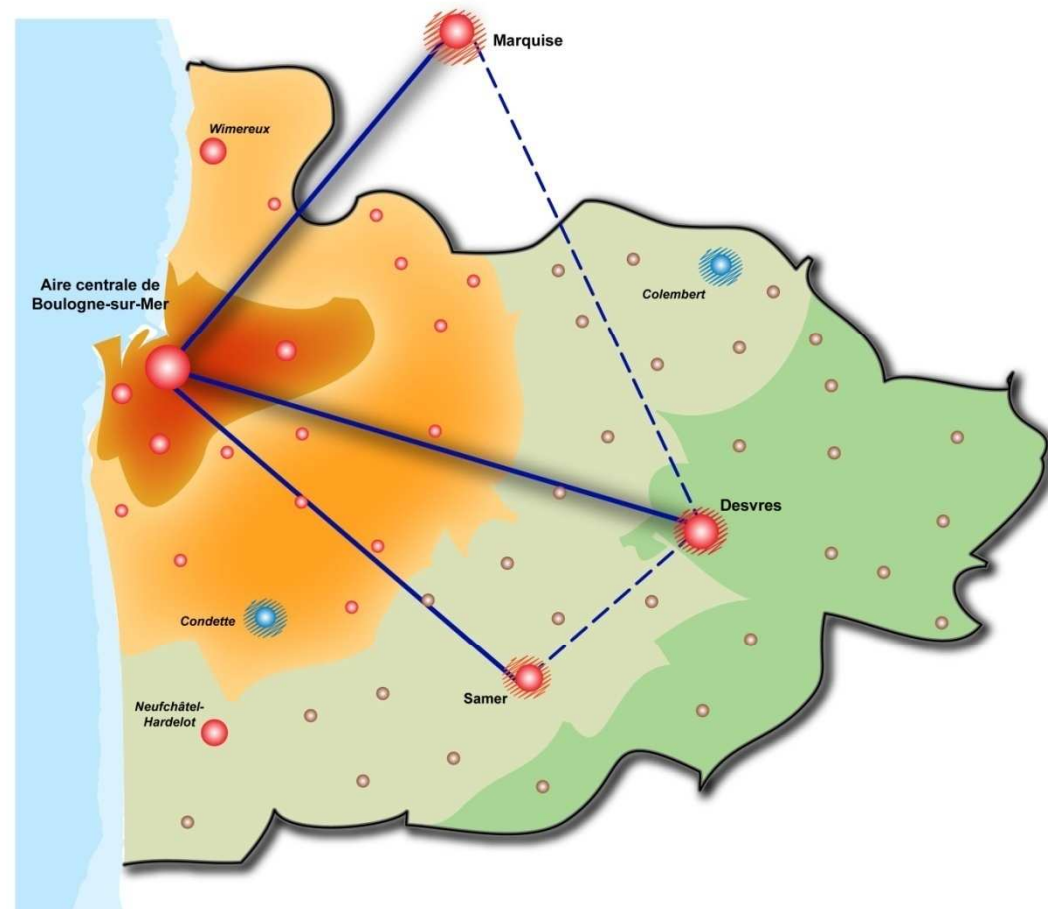 Marquise
Wimereux
Aire centrale de
Boulogne-sur-Mer
Colembert
Desvres
Condette
Samer
Neufchâtel-
Hardelot